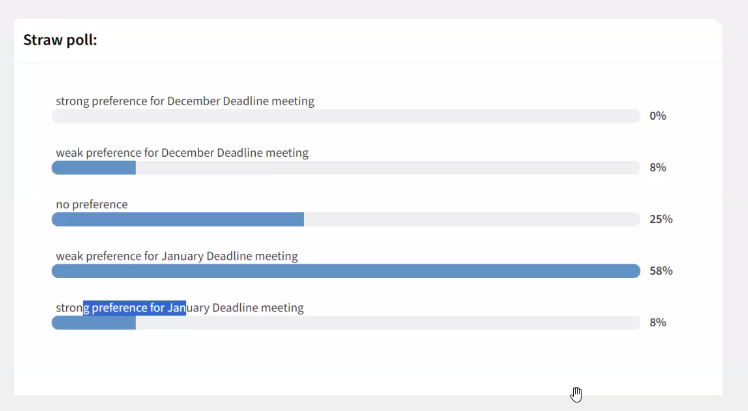 Straw poll:
strong preference for December Deadline meeting
0%
weak preference for December Deadline meeting
8%
no preference
25%
weak preference for January Deadline meeting
58%
strong preference for January Deadline meeting
8%